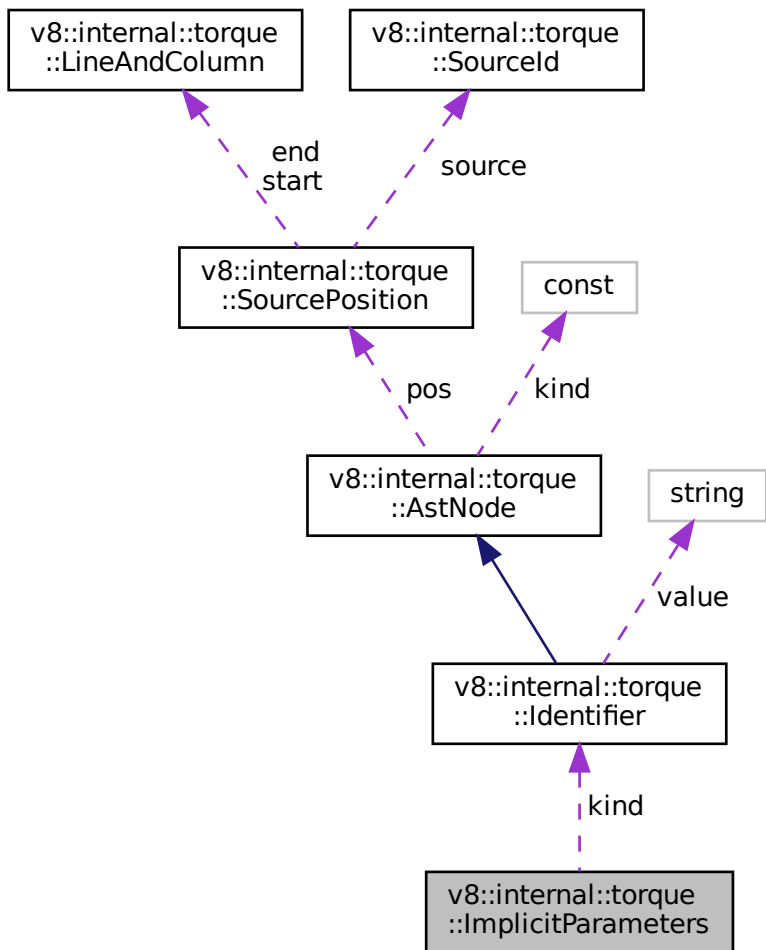 v8::internal::torque
::LineAndColumn
v8::internal::torque
::SourceId
end
start
source
v8::internal::torque
::SourcePosition
const
pos
kind
v8::internal::torque
::AstNode
string
value
v8::internal::torque
::Identifier
kind
v8::internal::torque
::ImplicitParameters